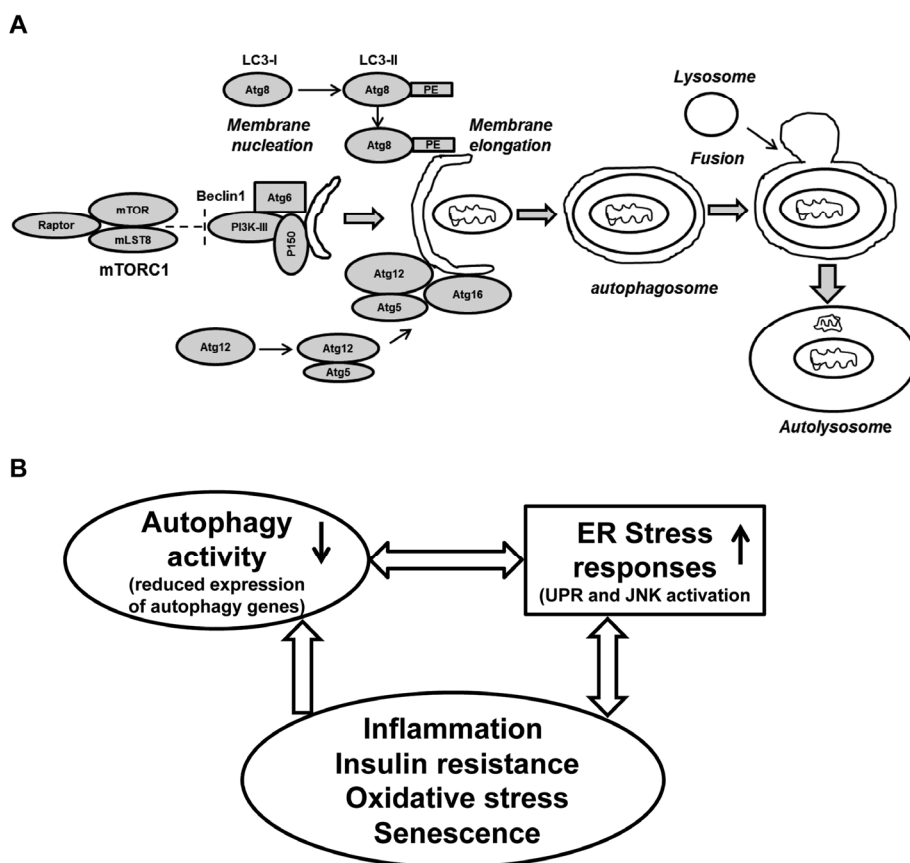 A
LC3-I
LC3-II
Atg8
Atg8
PE
Membrane
nucleation
Atg8
PE
Membrane
elongation
Lysosome
Fusion
Beclin1
Atg6
Raptor
mTOR
mLST8
mTORC1
PI3K-III
P150
Atg12
Atg5
Atg16
autophagosome
Atg12
Atg12
Atg5
Autolysosome
B
Autophagy
activity
(reduced expression
of autophagy genes)
ER Stress
responses
(UPR and JNK activation
Inflammation
Insulin resistance
Oxidative stress
Senescence